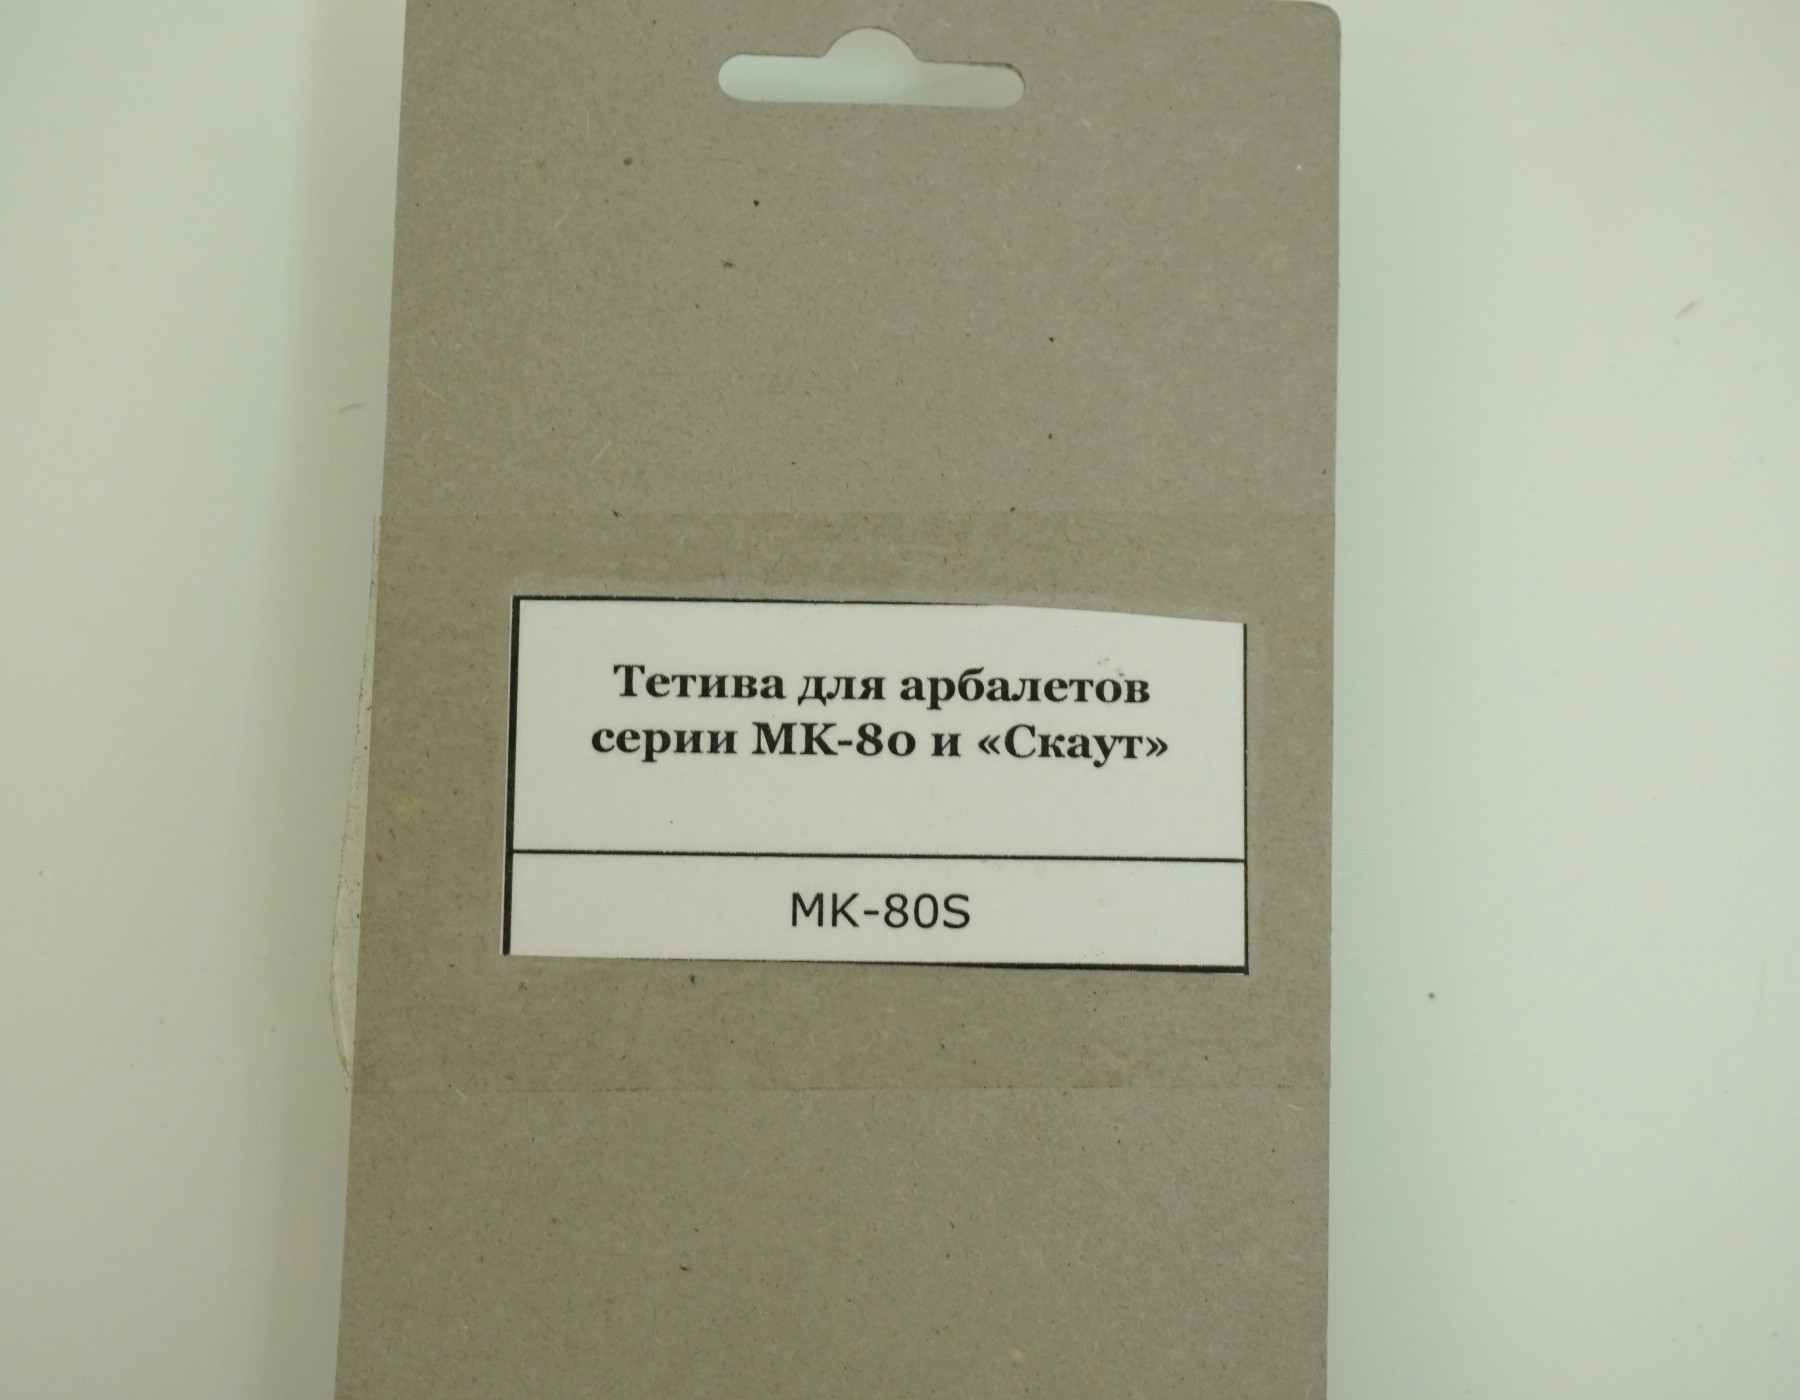 Тетива для арбалетов
серии МК-80 и «Скаут»
MK-80S